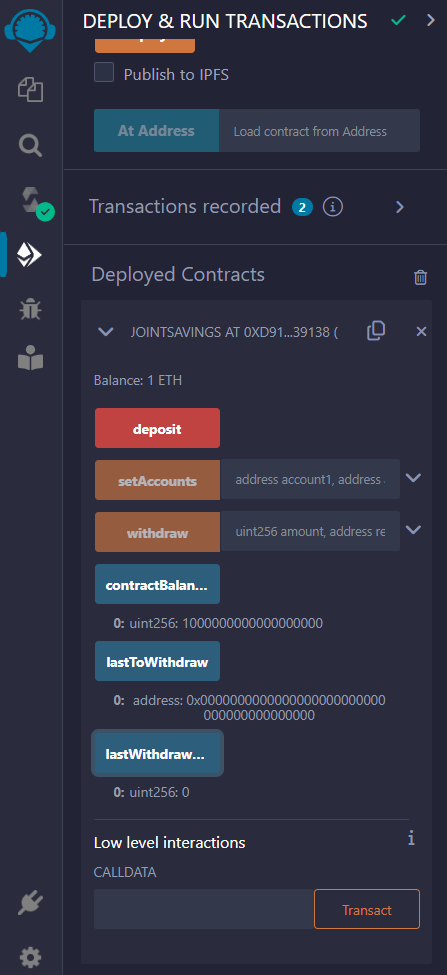 DEPLOY & RUN TRANSACTIONS
Publish to IPFS
At Address Load contract from Address
Transactions recorded 2
Deployed Contracts
JOINTSAVINGS AT 0XD91...39138 (
Balance: 1 ETH
deposit
setAccounts address account1, address
withdraw uint256 amount, address re
contractBalan...
0: uint256: 1000000000000000000
lastToWithdraw
0: address: 0x00000000000000000000000000
000000000000000
lastWithdraw...
0: uint256: 0
Low level interactions
CALLDATA
Transact